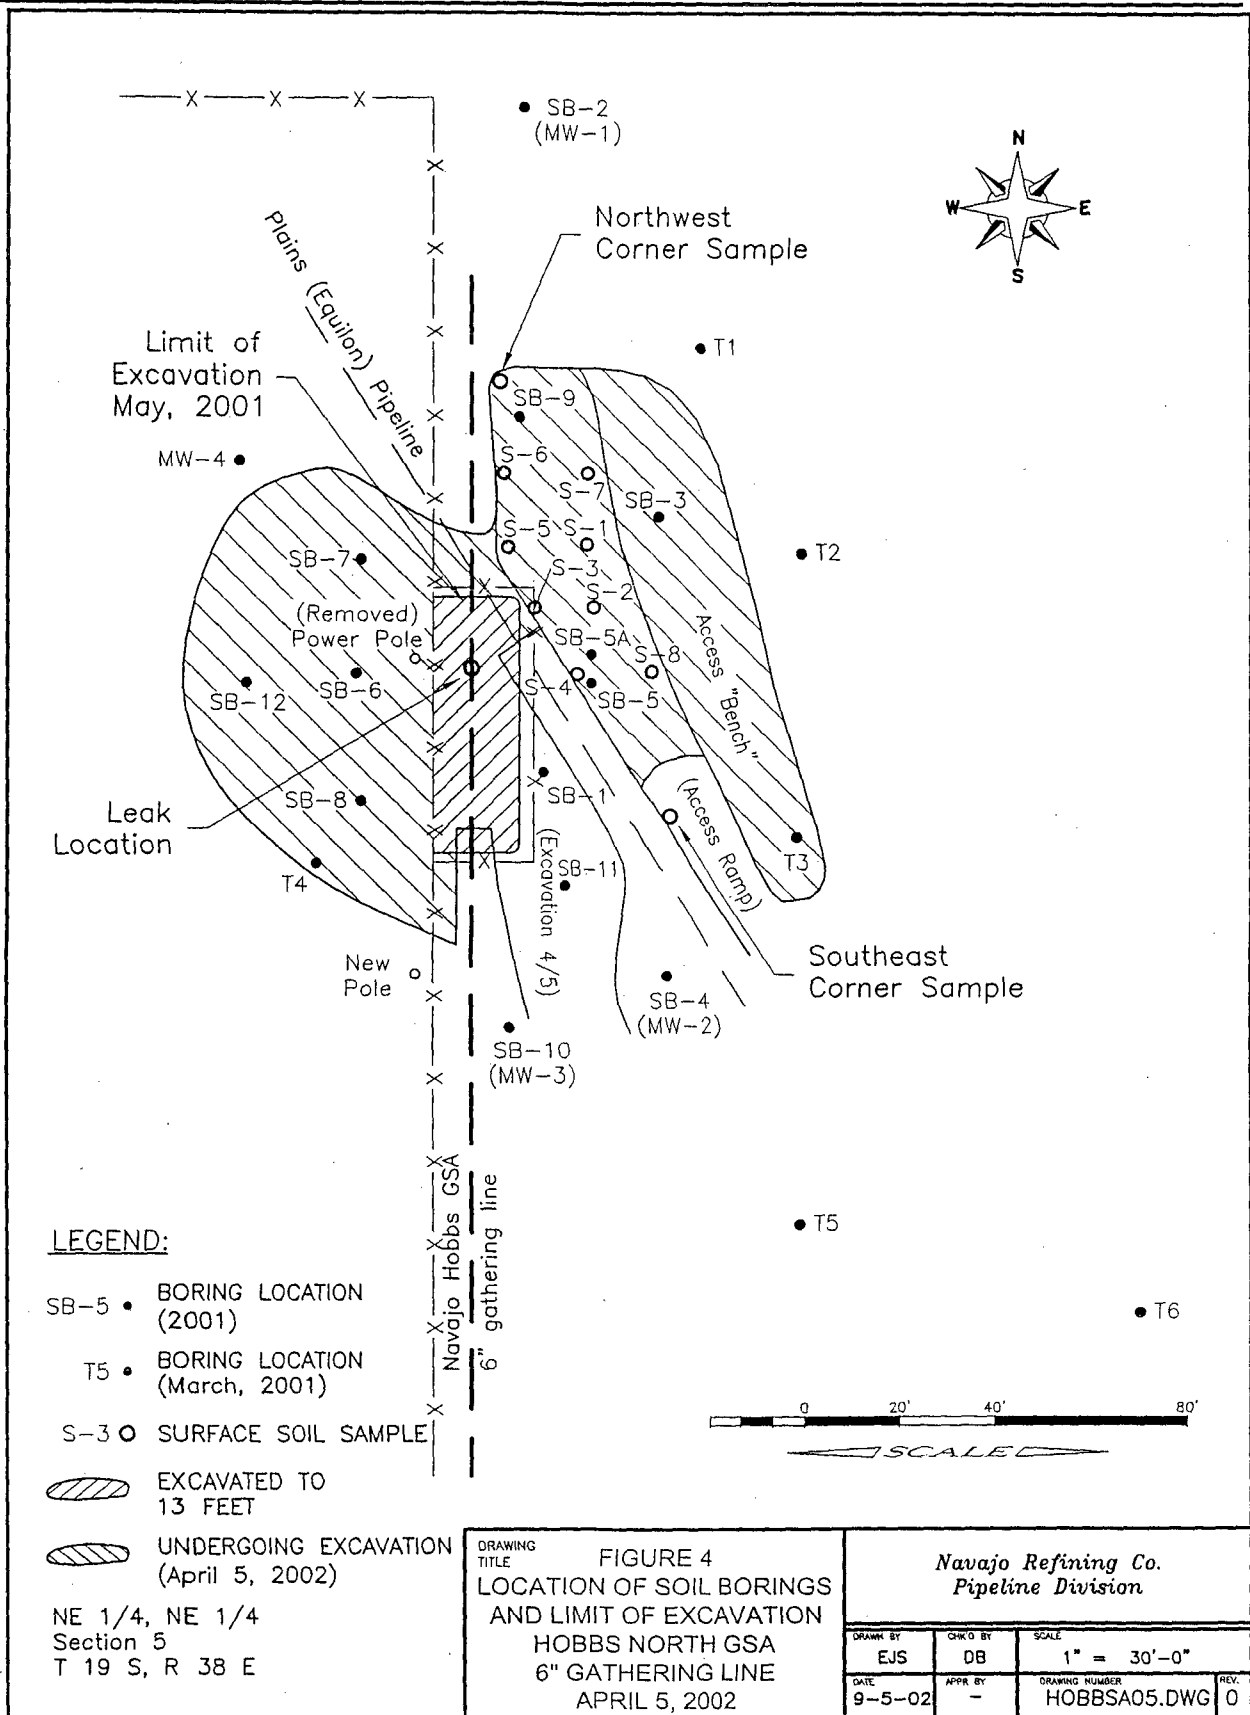 SB-2
(MW-1)
N
W
E
S
Northwest
Corner Sample
Plains (Equilon) Pipeline
Limit of
Excavation
May, 2001
T1
SB-9
MW-4
S-6
S-7
SB-3
S-5
S-1
T2
SB-7
S-3
S-2
(Removed)
Power Pole
SB-5A
S-8
Access "Bench"
SB-12
SB-6
S-4
SB-5
SB-8
SB-1
(Access Ramp)
Leak
Location
T3
T4
SB-11
(Excavation 4/5)
New
Pole
Southeast
Corner Sample
SB-4
(MW-2)
SB-10
(MW-3)
Navajo Hobbs GSA
6" gathering line
T5
T6
LEGEND:
SB-5 BORING LOCATION
(2001)
T5 BORING LOCATION
(March, 2001)
S-3 SURFACE SOIL SAMPLE
EXCAVATED TO
13 FEET
UNDERGOING EXCAVATION
(April 5, 2002)
NE 1/4, NE 1/4
Section 5
T 19 S, R 38 E
0 20' 40' 80'
SCALE
DRAWING
TITLE
FIGURE 4
LOCATION OF SOIL BORINGS
AND LIMIT OF EXCAVATION
HOBBS NORTH GSA
6" GATHERING LINE
APRIL 5, 2002
Navajo Refining Co.
Pipeline Division
DRAWN BY
EJS
CHK'D BY
DB
SCALE
1" = 30'-0"
DATE
9-5-02
APPR BY
-
DRAWING NUMBER
HOBBSA05.DWG
REV.
0